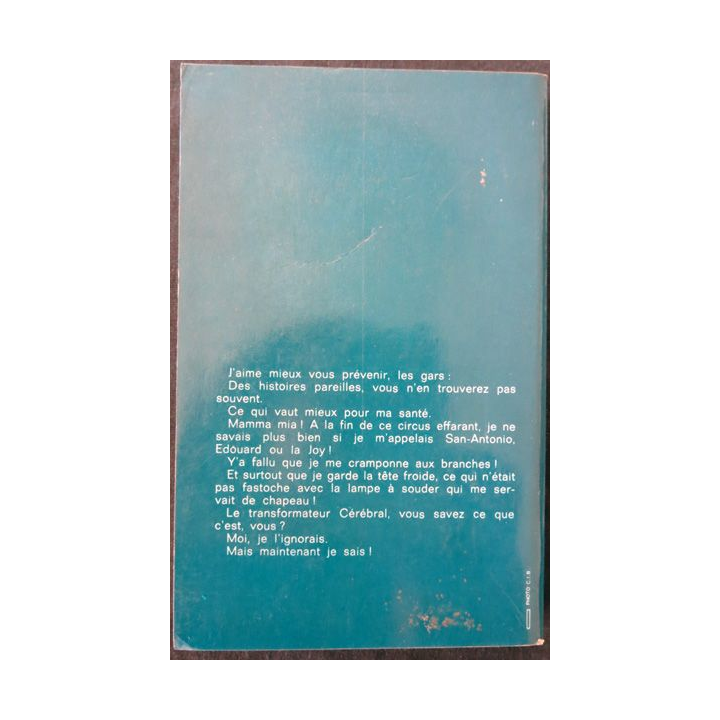 J'aime mieux vous prévenir, les gars :
Des histoires pareilles, vous n'en trouverez pas
souvent.
Ce qui vaut mieux pour ma santé.
Mamma mia ! A la fin de ce circus effarant, je ne
savais plus bien si je m'appelais San-Antonio,
Edouard ou la Joy !
Y'a fallu que je me cramponne aux branches !
Et surtout que je garde la tête froide, ce qui n'était
pas fastoche avec la lampe à souder qui me ser-
vait de chapeau !
Le transformateur Cérébral, vous savez ce que
c'est, vous ?
Moi, je l'ignorais.
Mais maintenant je sais !
PHOTO: C.I.B.